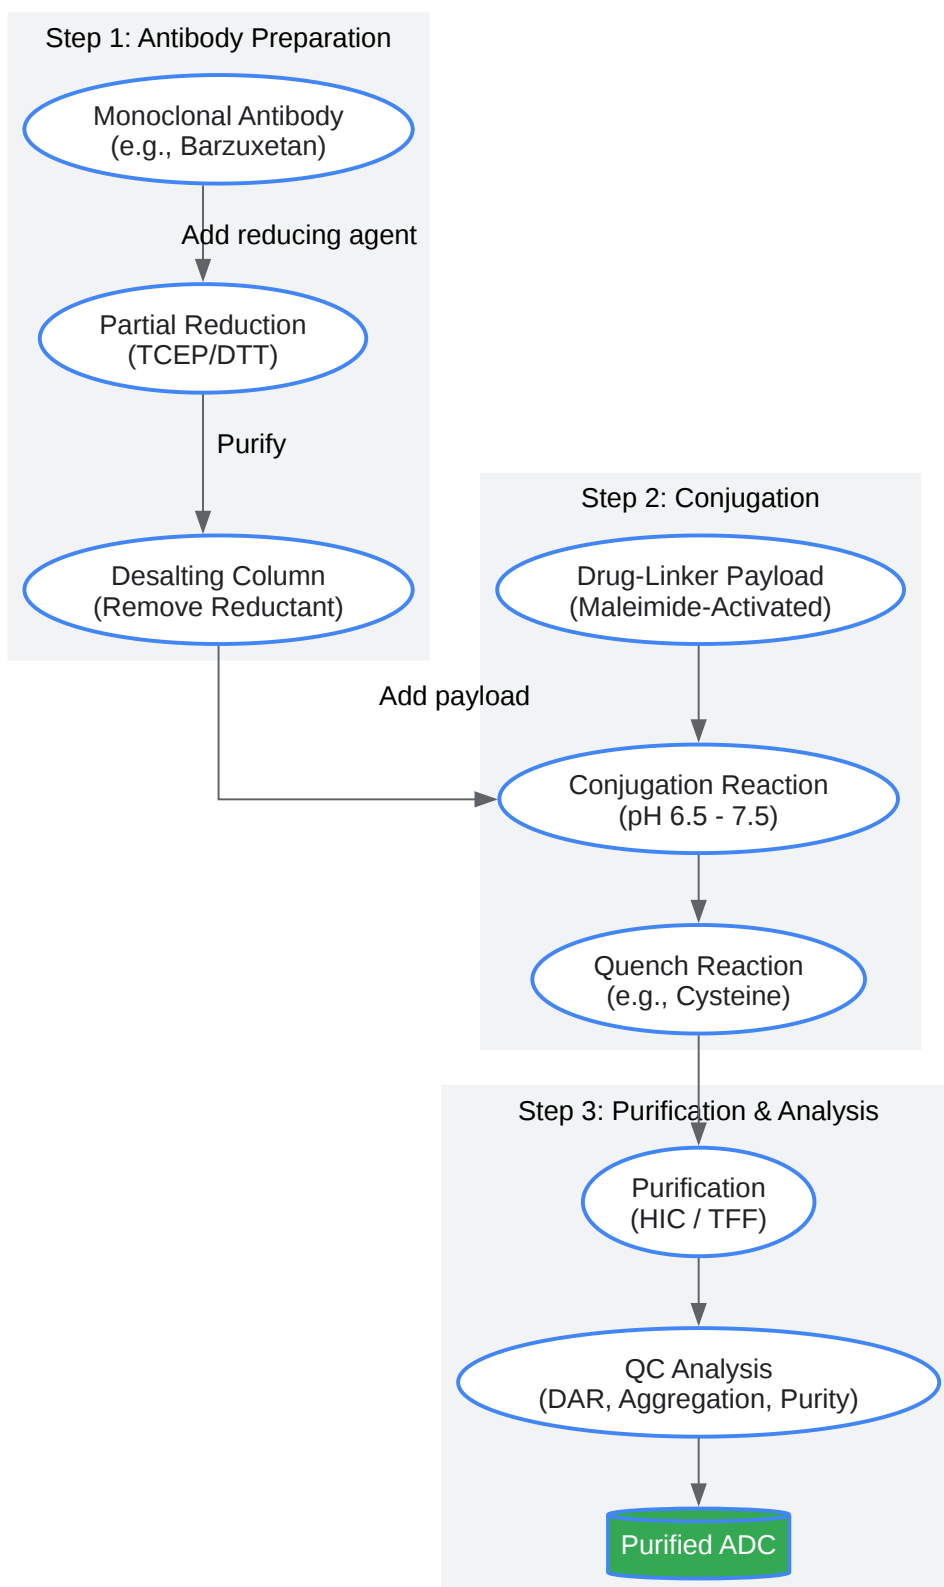 Step 1: Antibody Preparation
Monoclonal Antibody
(e.g., Barzuxetan)
Add reducing agent
Partial Reduction
(TCEP/DTT)
Purify
Desalting Column
(Remove Reductant)
Add payload
Step 2: Conjugation
Drug-Linker Payload
(Maleimide-Activated)
Conjugation Reaction
(pH 6.5 - 7.5)
Quench Reaction
(e.g., Cysteine)
Step 3: Purification & Analysis
Purification
(HIC / TFF)
QC Analysis
(DAR, Aggregation, Purity)
Purified ADC